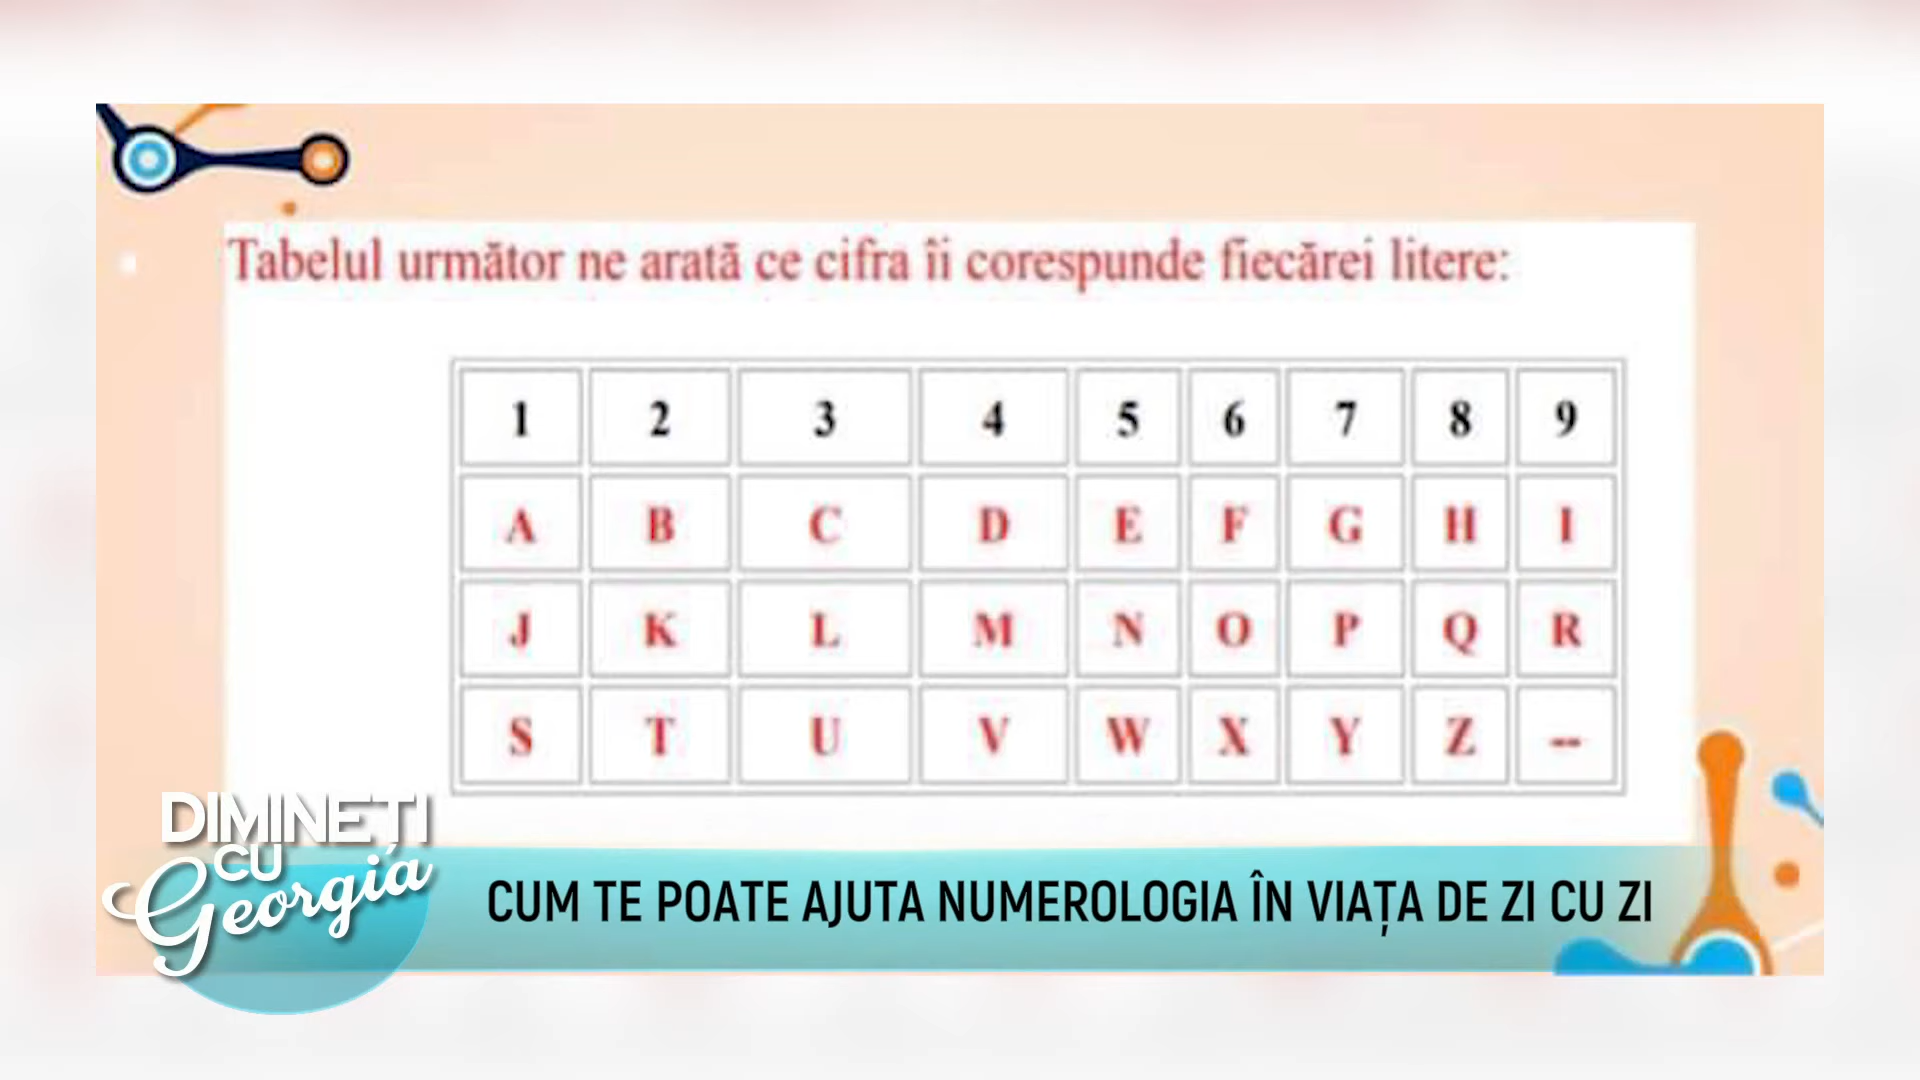 Tabelul următor ne arată ce cifra îi corespunde fiecărei litere:
1 2 3 4 5 6 7 8 9
A B C D E F G H I
J K L M N O P Q R
S T U V W X Y Z --
DIMINEȚI
CU
Georgia
CUM TE POATE AJUTA NUMEROLOGIA ÎN VIAȚA DE ZI CU ZI